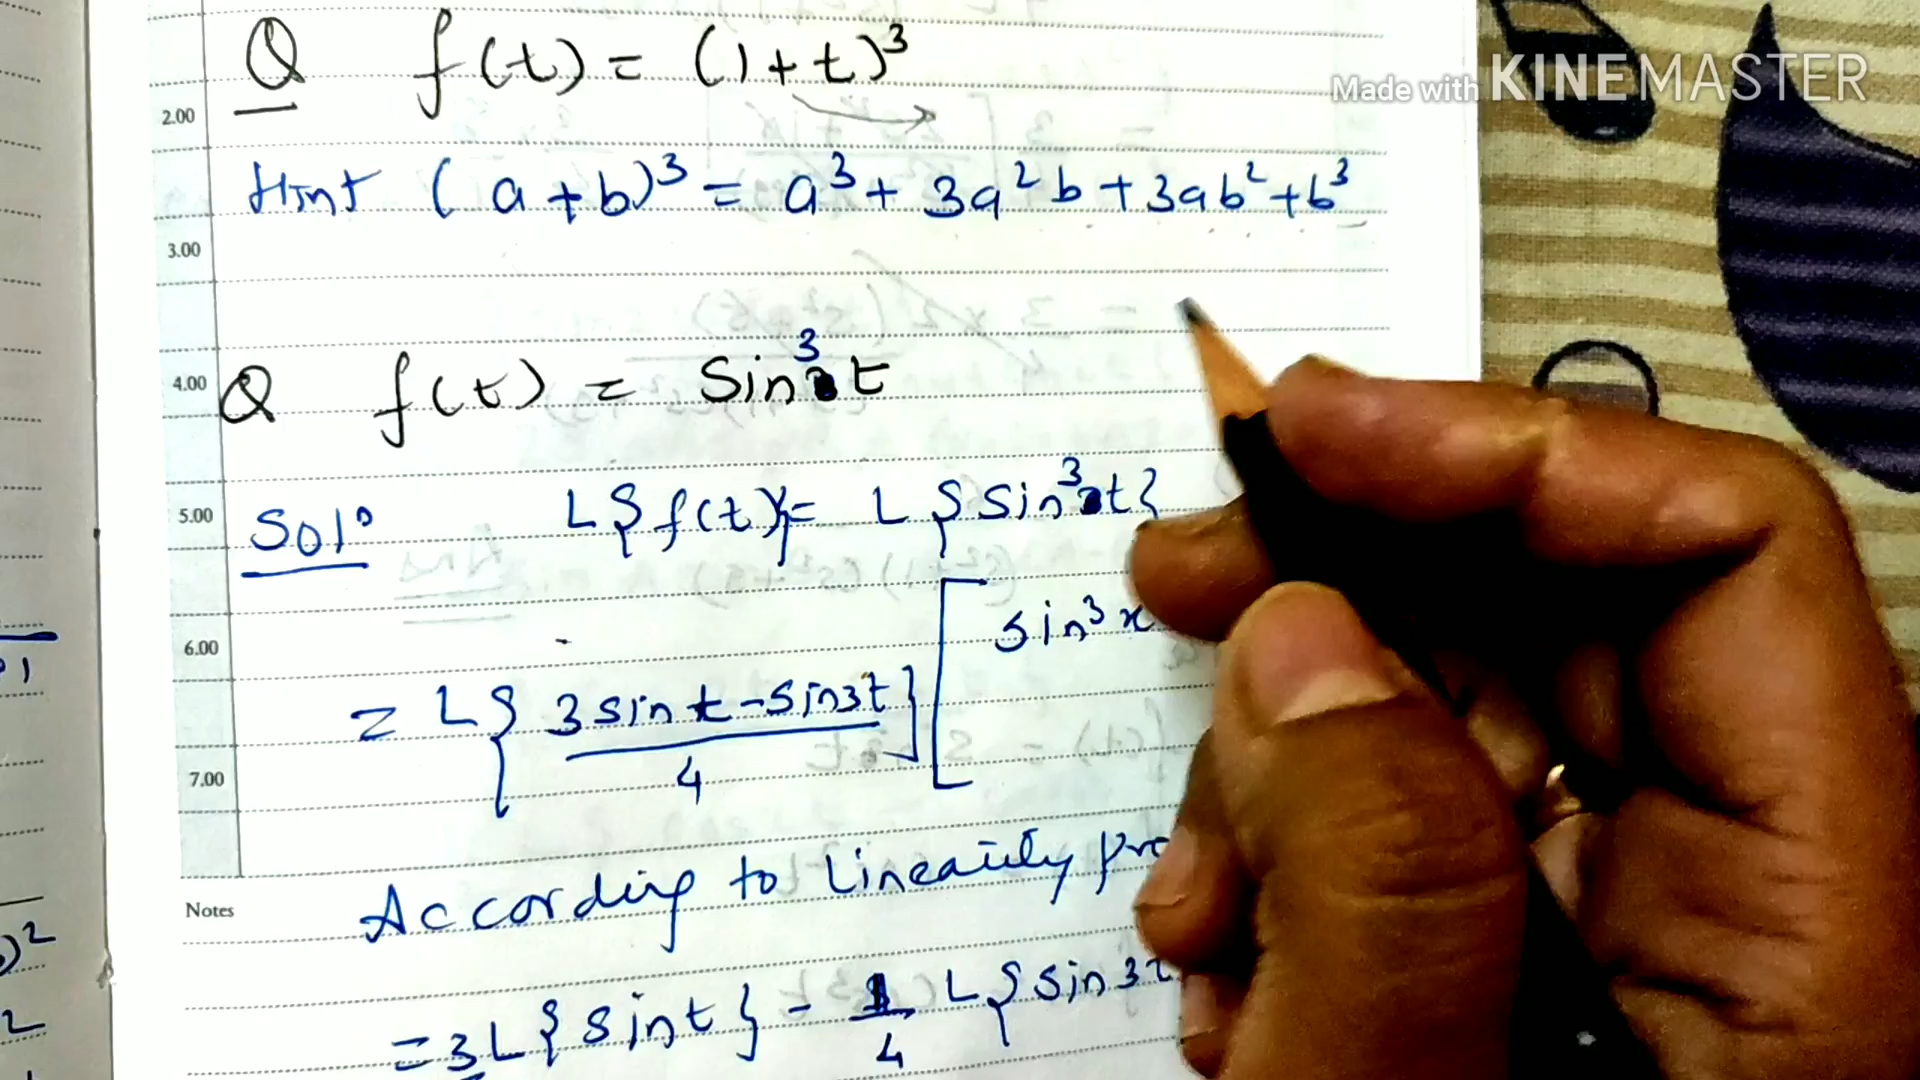 Made with KINEMASTER
Q f(t) = (1+t)³
2.00
Hint (a+b)³ = a³ + 3a²b + 3ab² + b³
3.00
4.00 Q f(t) = Sin³t
5.00 Sol° L{f(t)} = L{sin³t}
6.00 sin³x
= L{3sint-sin3t/4}
7.00
According to Linearity pro
Notes
= 3L{sint} - 1/4 L{sin3t